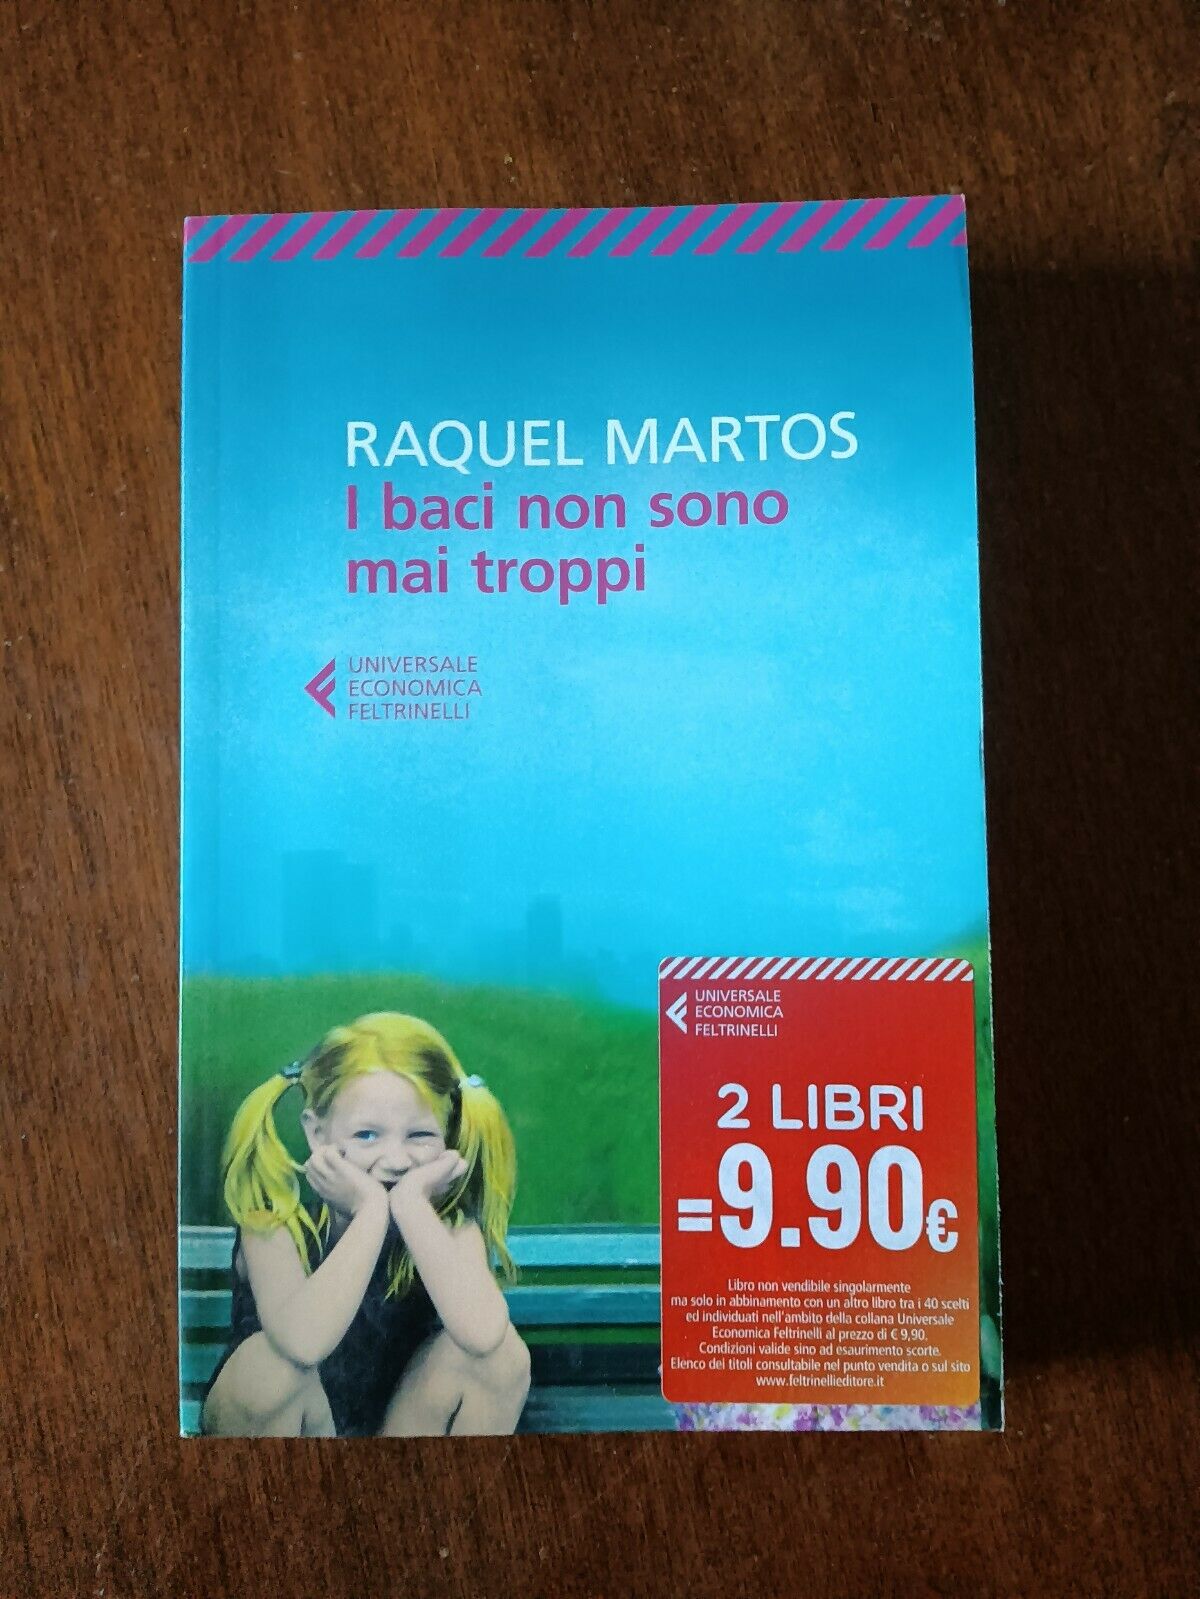 RAQUEL MARTOS
I baci non sono
mai troppi
UNIVERSALE
ECONOMICA
FELTRINELLI
UNIVERSALE
ECONOMICA
FELTRINELLI
2 LIBRI
=9.90€
Libro non vendibile singolarmente
ma solo in abbinamento con un altro libro tra i 40 scelti
ed individuati nell'ambito della collana Universale
Economica Feltrinelli al prezzo di € 9,90.
Condizioni valide sino ad esaurimento scorte.
Elenco dei titoli consultabile nel punto vendita o sul sito
www.feltrinellieditore.it